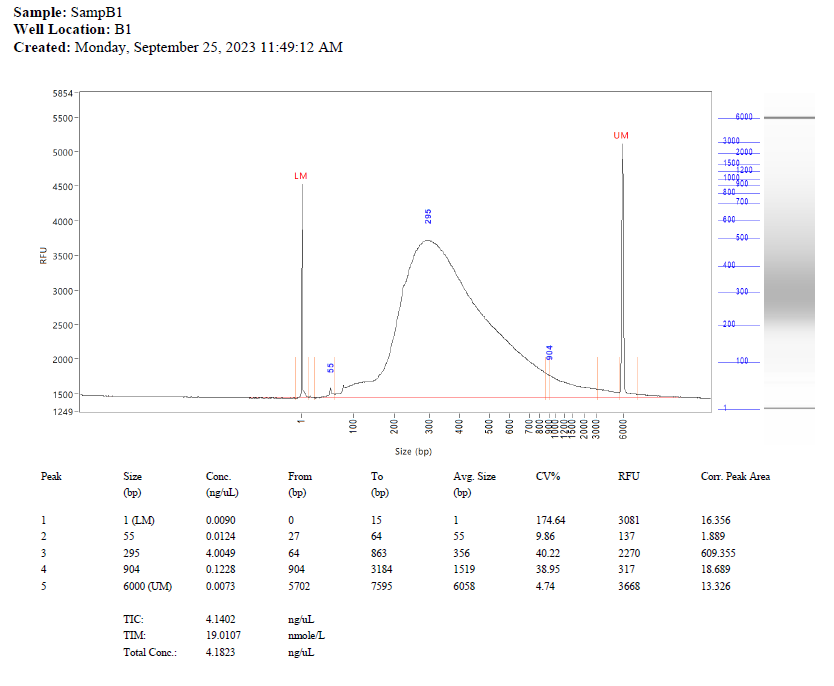 Sample: SampB1
Well Location: B1
Created: Monday, September 25, 2023 11:49:12 AM
5854
5500
5000
4500
4000
3500
3000
2500
2000
1500
1249
RFU
LM
55
295
904
UM
1 100 200 300 400 500 600 700 800 900 1000 1200 1500 2000 3000 6000
Size (bp)
6000
3000
2000
1500
1200
1000
900
800
700
600
500
400
300
200
100
1
Peak Size Conc. From To Avg. Size CV% RFU Corr. Peak Area
(bp) (ng/uL) (bp) (bp) (bp)
1 1 (LM) 0.0090 0 15 1 174.64 3081 16.356
2 55 0.0124 27 64 55 9.86 137 1.889
3 295 4.0049 64 863 356 40.22 2270 609.355
4 904 0.1228 904 3184 1519 38.95 317 18.689
5 6000 (UM) 0.0073 5702 7595 6058 4.74 3668 13.326
TIC: 4.1402 ng/uL
TIM: 19.0107 nmole/L
Total Conc.: 4.1823 ng/uL